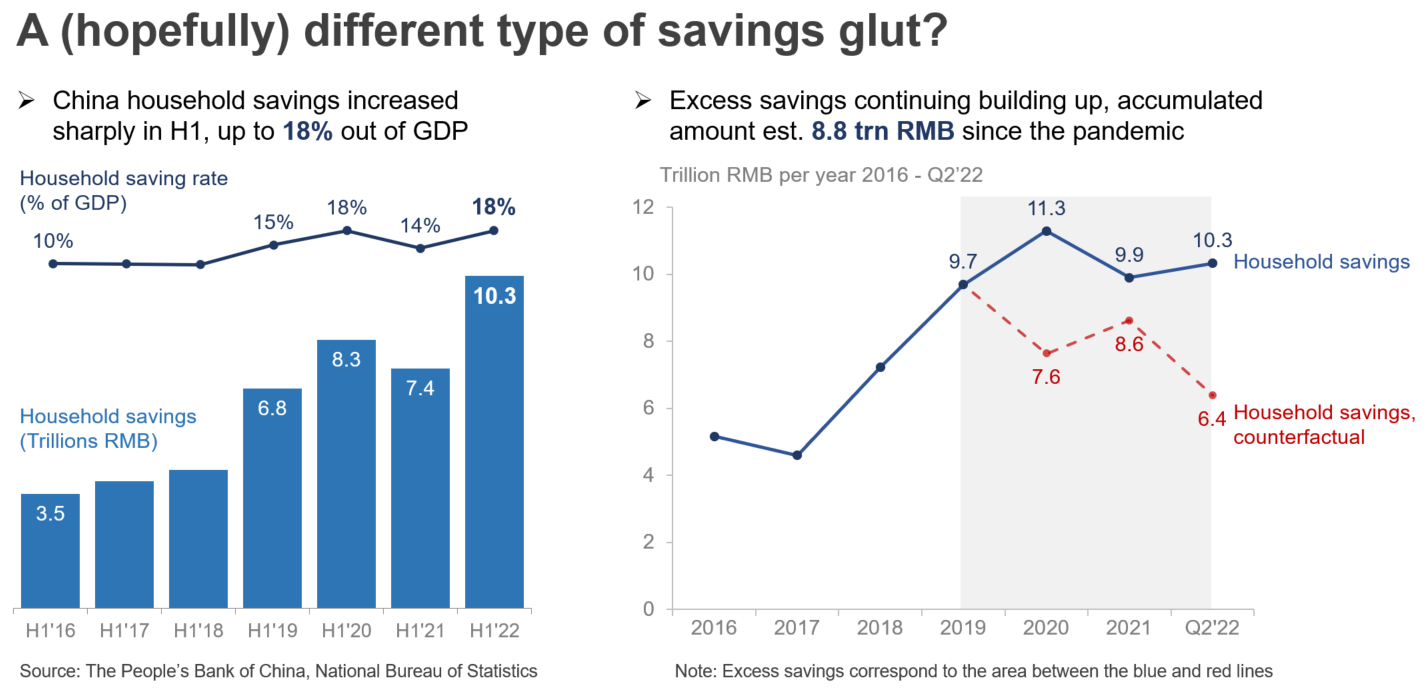 A (hopefully) different type of savings glut?
➢ China household savings increased
sharply in H1, up to 18% out of GDP
Household saving rate
(% of GDP)
10%
15%
18%
14%
18%
Household savings
(Trillions RMB)
3.5
6.8
8.3
7.4
10.3
H1'16 H1'17 H1'18 H1'19 H1'20 H1'21 H1'22
Source: The People’s Bank of China, National Bureau of Statistics
➢ Excess savings continuing building up, accumulated
amount est. 8.8 trn RMB since the pandemic
Trillion RMB per year 2016 - Q2’22
12
10
8
6
4
2
0
9.7
11.3
9.9
10.3
Household savings
7.6
8.6
6.4
Household savings,
counterfactual
2016 2017 2018 2019 2020 2021 Q2'22
Note: Excess savings correspond to the area between the blue and red lines